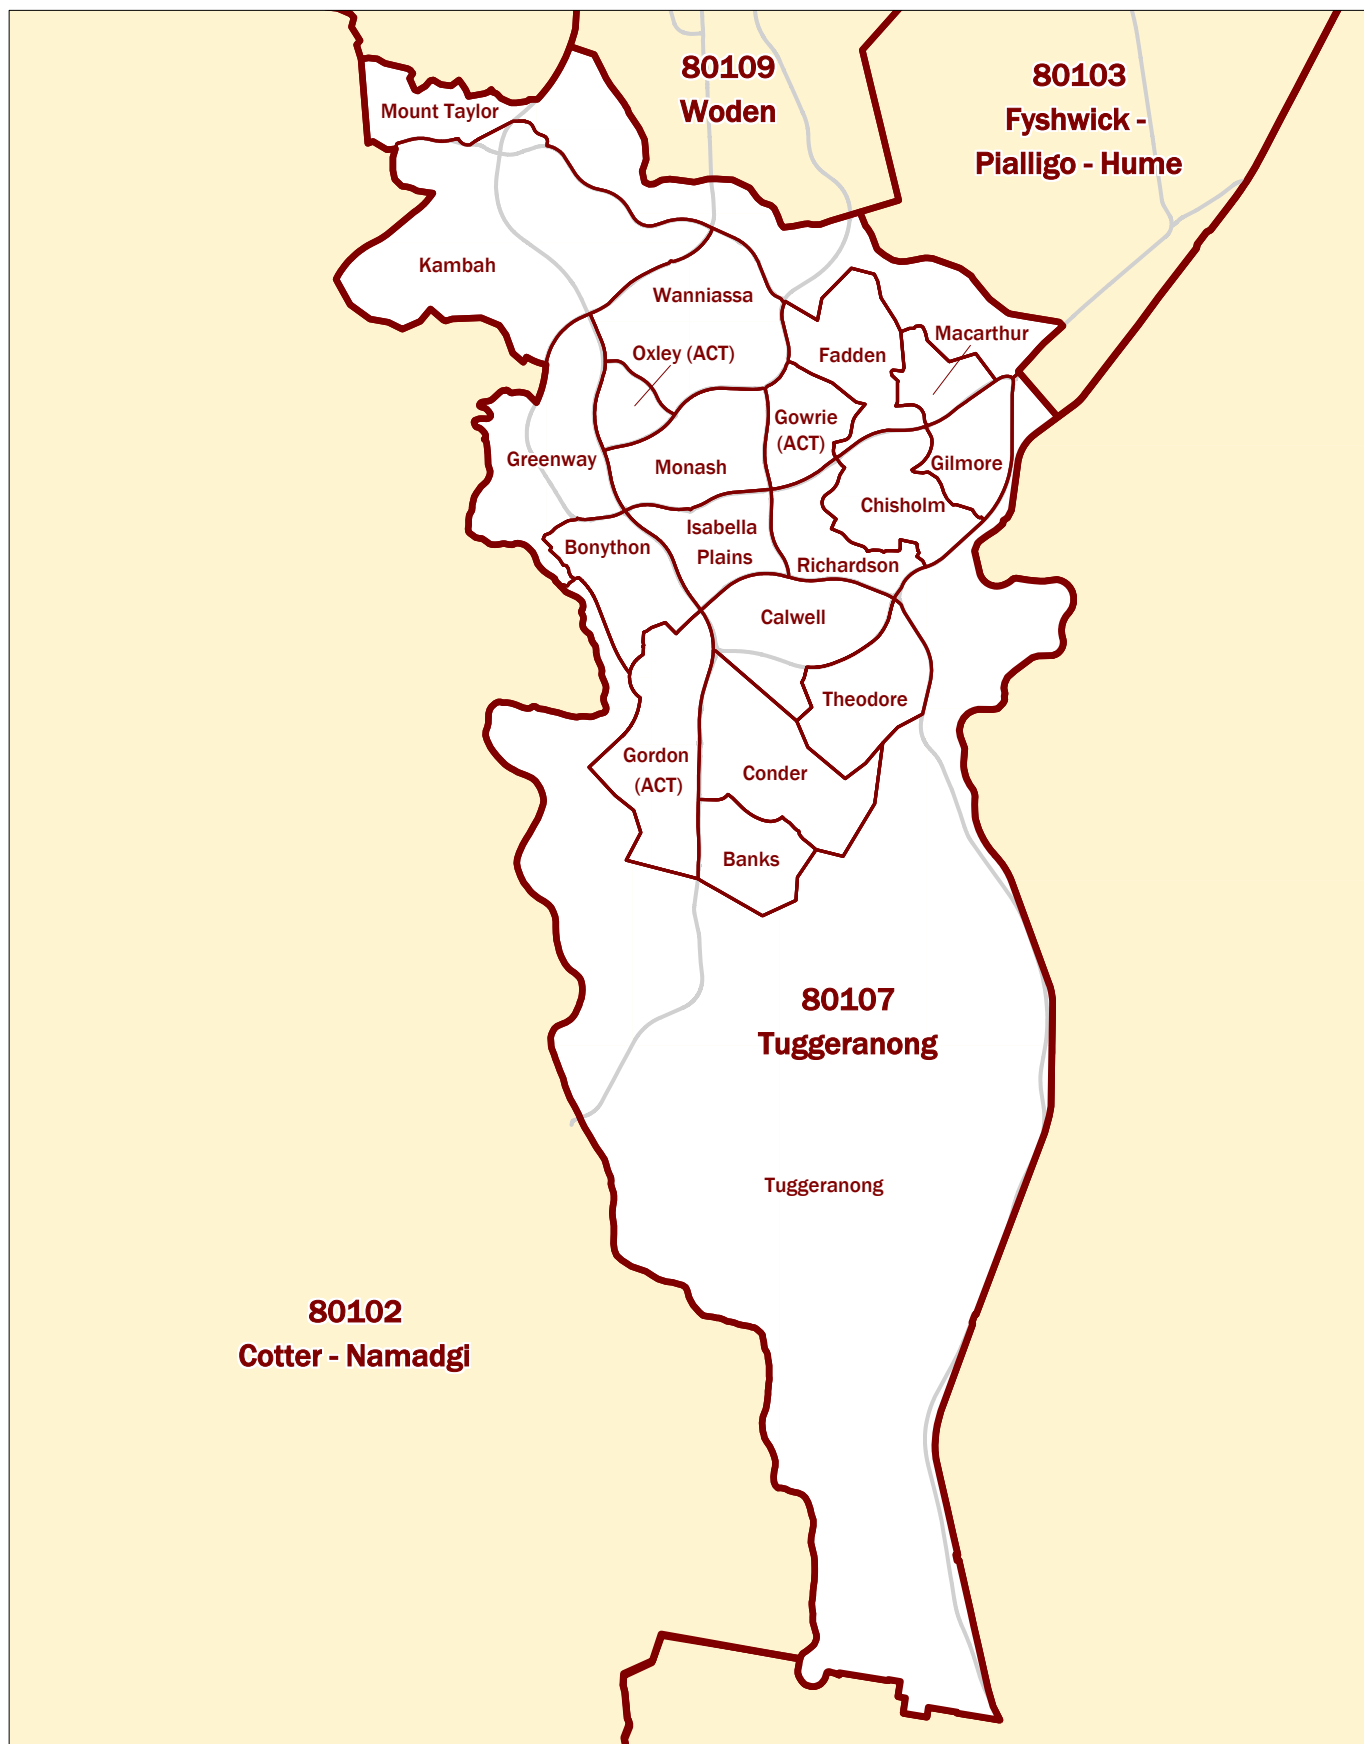 80109
Woden
80103
Fyshwick -
Pialligo - Hume
Mount Taylor
Kambah
Wanniassa
Macarthur
Oxley (ACT)
Fadden
Gowrie
(ACT)
Greenway
Monash
Gilmore
Chisholm
Isabella
Plains
Bonython
Richardson
Calwell
Theodore
Gordon
(ACT)
Conder
Banks
80107
Tuggeranong
Tuggeranong
80102
Cotter - Namadgi